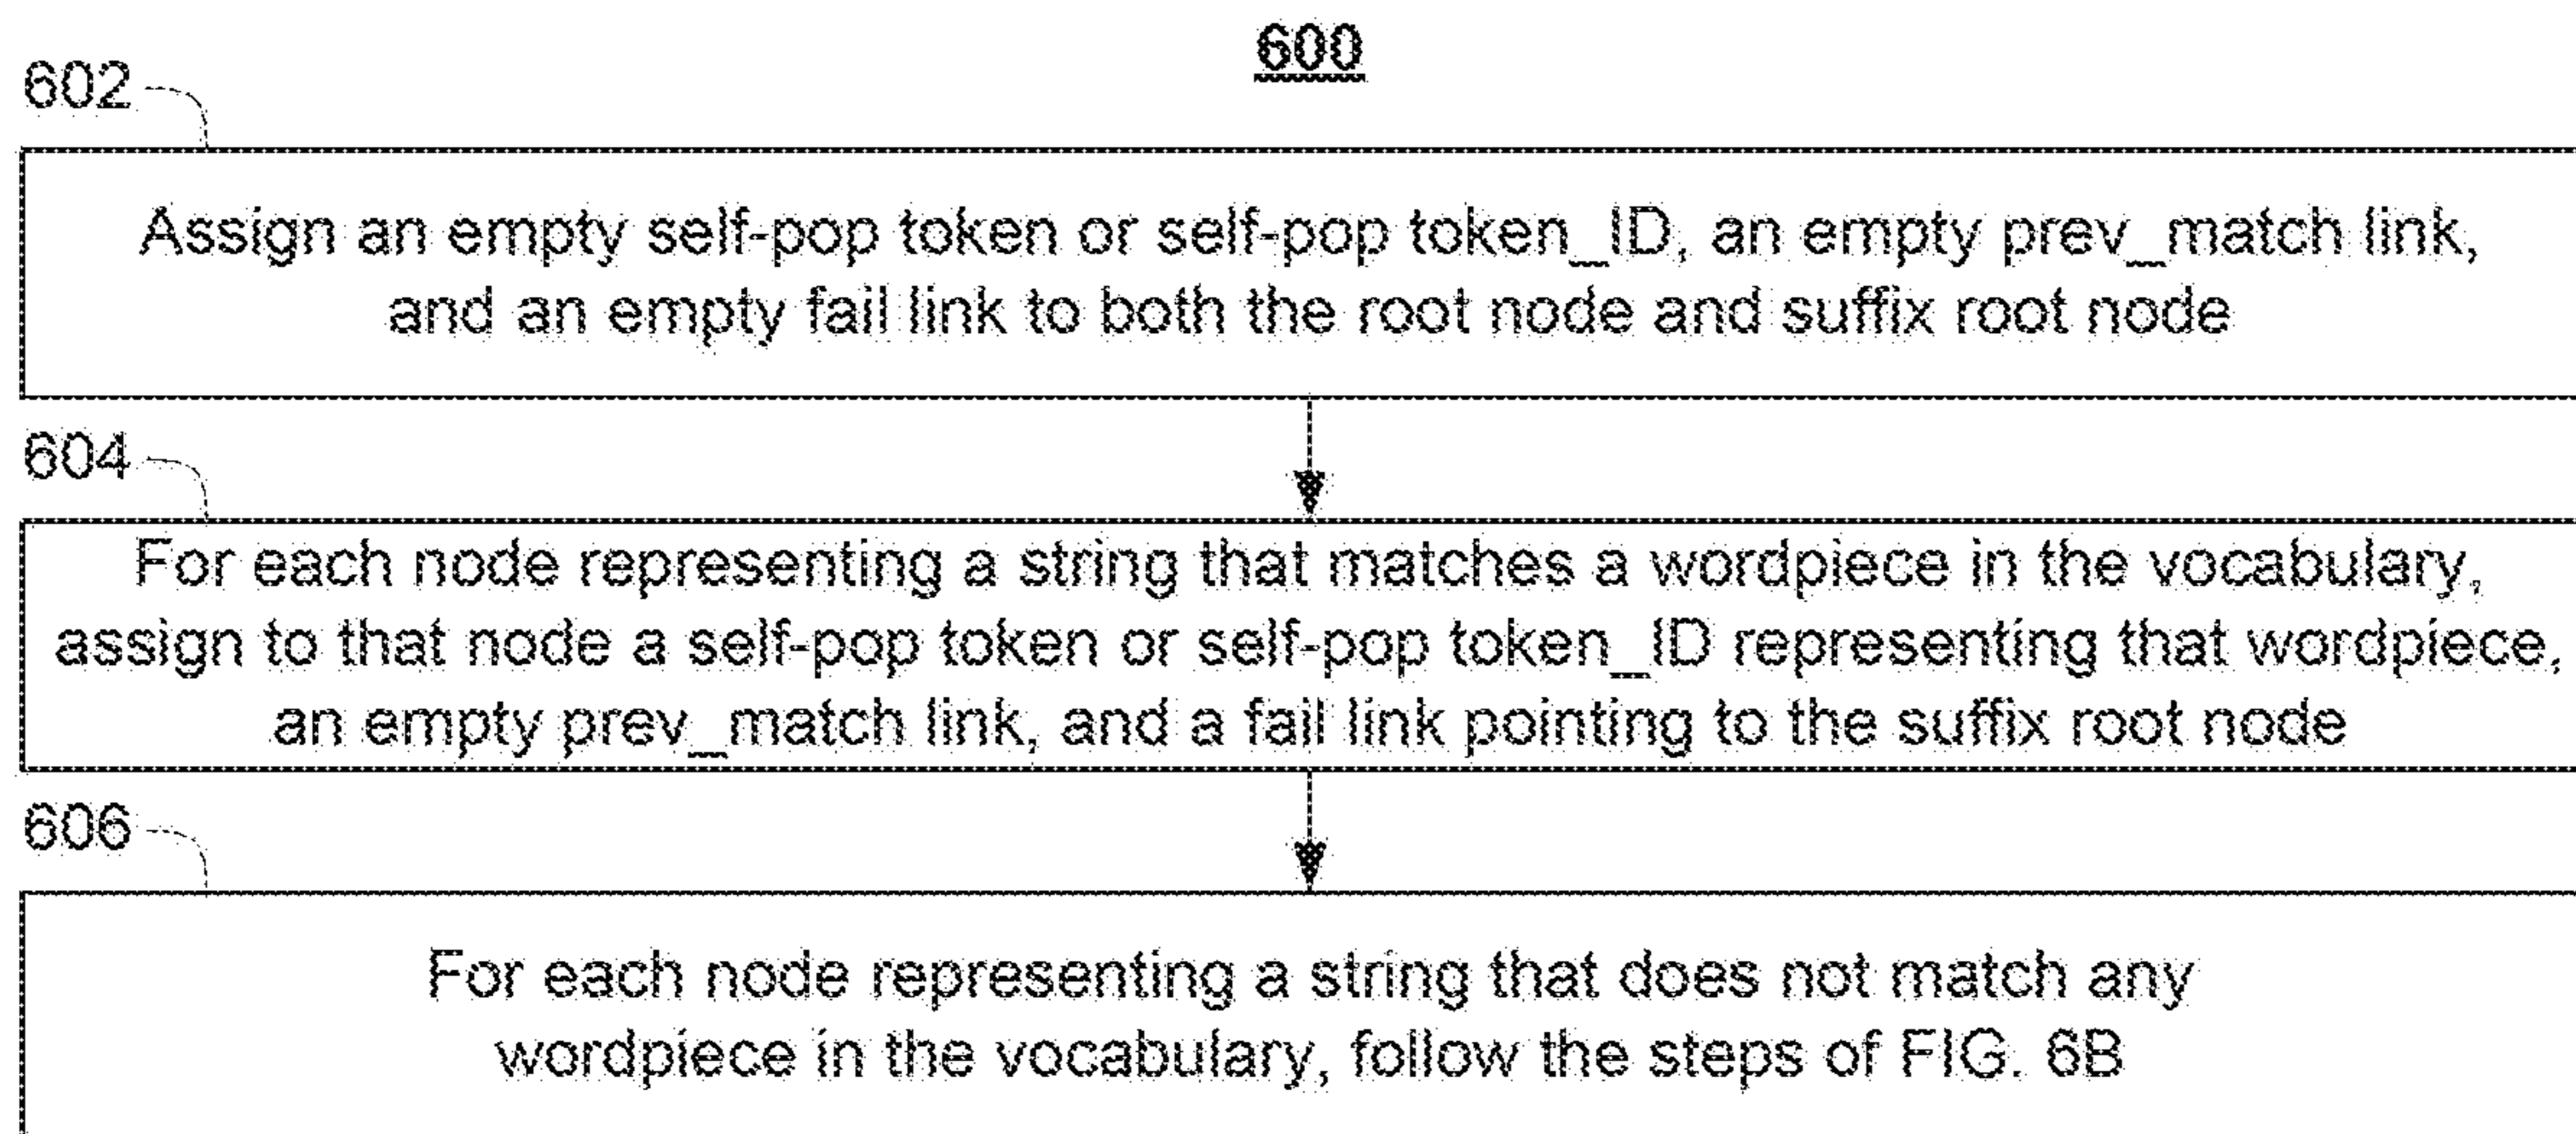 600
602
Assign an empty self-pop token or self-pop token_ID, an empty prev_match link,
and an empty fail link to both the root node and suffix root node
604
For each node representing a string that matches a wordpiece in the vocabulary,
assign to that node a self-pop token or self-pop token_ID representing that wordpiece,
an empty prev_match link, and a fail link pointing to the suffix root node
606
For each node representing a string that does not match any
wordpiece in the vocabulary, follow the steps of FIG. 6B